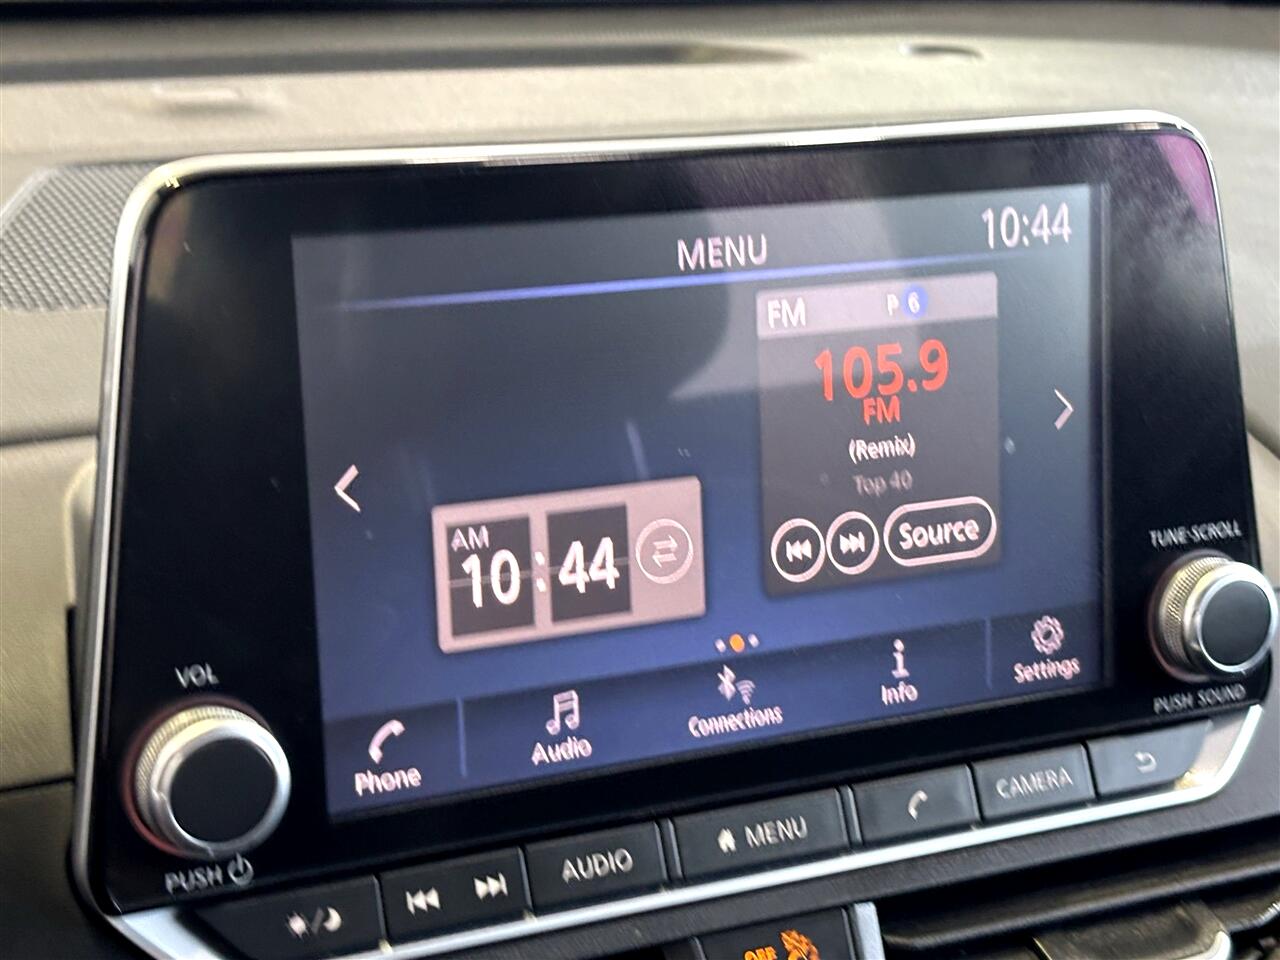 MENU
10:44
FM
P 6
105.9
FM
(Remix)
Top 40
Source
AM
10:44
Phone
Audio
Connections
Info
Settings
VOL
PUSH
TUNE·SCROLL
PUSH SOUND
AUDIO
MENU
CAMERA
OFF